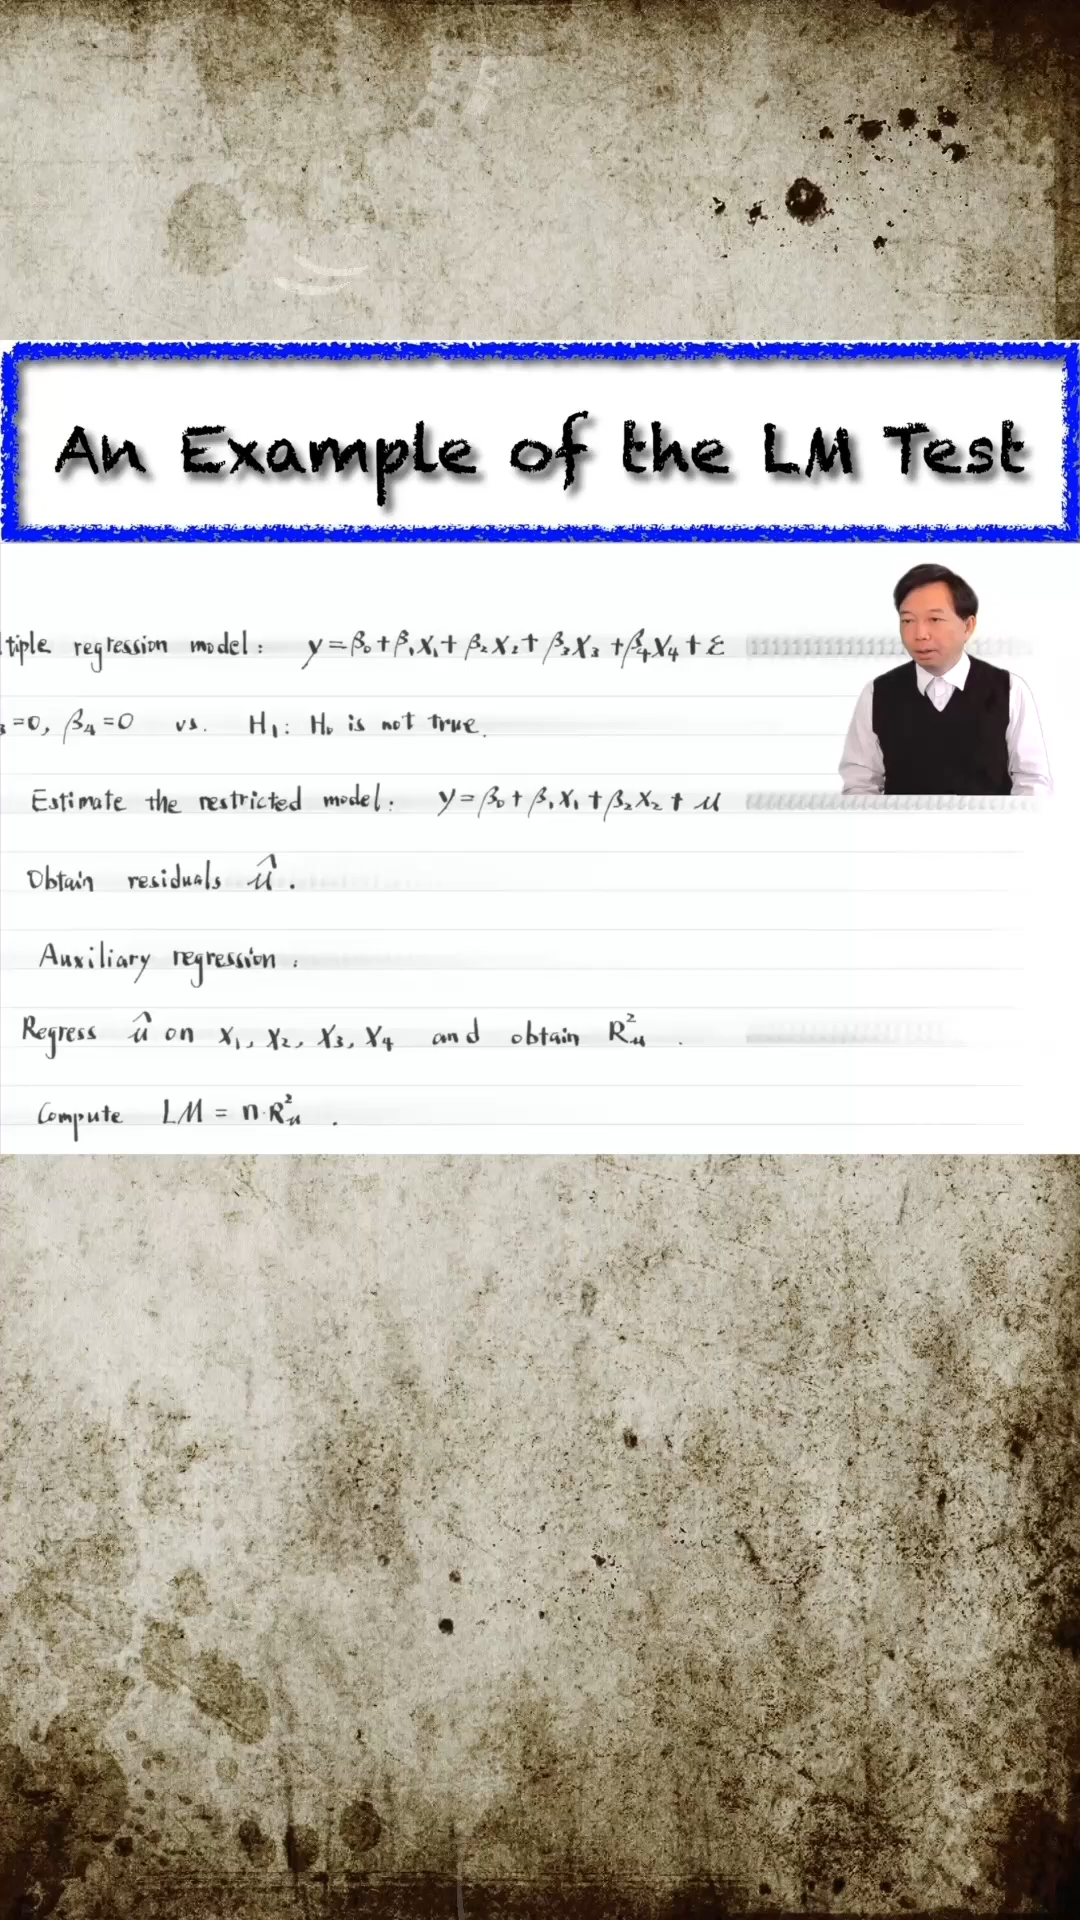 An Example of the LM Test
tiple regression model: y = β₀ + β₁X₁ + β₂X₂ + β₃X₃ + β₄X₄ + ε
=0, β₄=0 vs. H₁: H₀ is not true.
Estimate the restricted model: y = β₀ + β₁X₁ + β₂X₂ + u
Obtain residuals û.
Auxiliary regression:
Regress û on X₁, X₂, X₃, X₄ and obtain R²ᵤ.
Compute LM = n·R²ᵤ.